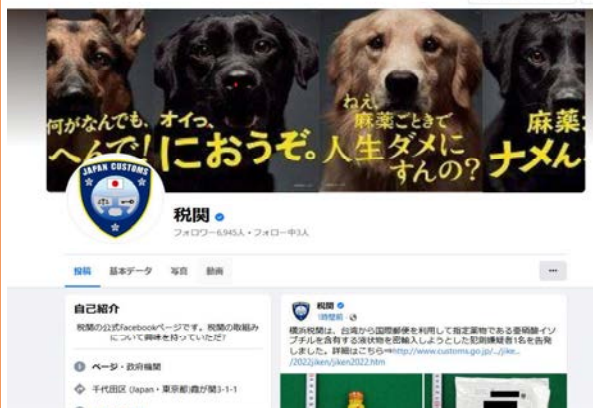 何がなんでも、
へんで!
オイっ、
におうぞ。
ねえ、
麻薬ごときで
人生ダメに
すんの?
麻薬
ナメん
JAPAN CUSTOMS
税関
フォロワー6,945人・フォロー中3人
投稿 基本データ 写真 動画
自己紹介
税関の公式facebookページです。税関の取組み
について興味を持っていただ?
ページ・政府機関
千代田区 (Japan・東京都)霞が関3-1-1
税関
1時間前
横浜税関は、台湾から国際郵便を利用して指定薬物である亜硝酸イソ
ブチルを含有する液状物を密輸入しようとした犯則嫌疑者1名を告発
しました。詳細はこちら⇒http://www.customs.go.jp/.../jike...
/2022jiken/jiken2022.htm